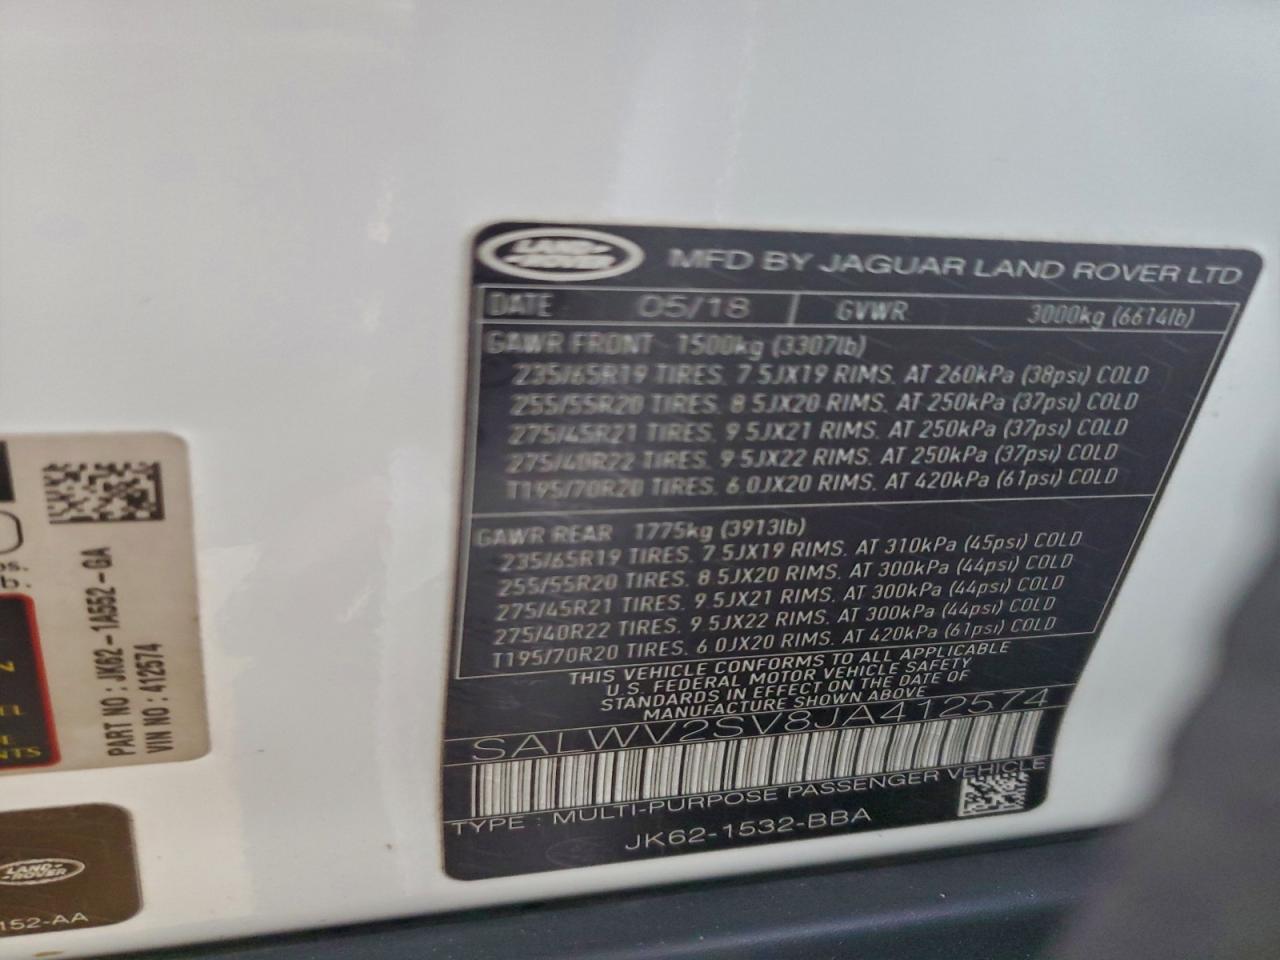 LAND-
-ROVER
MFD BY JAGUAR LAND ROVER LTD
DATE 05/18 GVWR 3000kg (6614lb)
GAWR FRONT 1500kg (3307lb)
235/65R19 TIRES. 7.5JX19 RIMS. AT 260kPa (38psi) COLD
255/55R20 TIRES. 8.5JX20 RIMS. AT 250kPa (37psi) COLD
275/45R21 TIRES. 9.5JX21 RIMS. AT 250kPa (37psi) COLD
275/40R22 TIRES. 9.5JX22 RIMS. AT 250kPa (37psi) COLD
T195/70R20 TIRES. 6.0JX20 RIMS. AT 420kPa (61psi) COLD
GAWR REAR 1775kg (3913lb)
235/65R19 TIRES. 7.5JX19 RIMS. AT 310kPa (45psi) COLD
255/55R20 TIRES. 8.5JX20 RIMS. AT 300kPa (44psi) COLD
275/45R21 TIRES. 9.5JX21 RIMS. AT 300kPa (44psi) COLD
275/40R22 TIRES. 9.5JX22 RIMS. AT 300kPa (44psi) COLD
T195/70R20 TIRES. 6.0JX20 RIMS. AT 420kPa (61psi) COLD
THIS VEHICLE CONFORMS TO ALL APPLICABLE
U.S. FEDERAL MOTOR VEHICLE SAFETY
STANDARDS IN EFFECT ON THE DATE OF
MANUFACTURE SHOWN ABOVE
SALWV2SV8JA412574
TYPE : MULTI-PURPOSE PASSENGER VEHICLE
JK62-1532-BBA
PART NO : JK62-1A552-GA
VIN NO : 412574
b.
2
EL
NTS
LAND-
-ROVER
152-AA